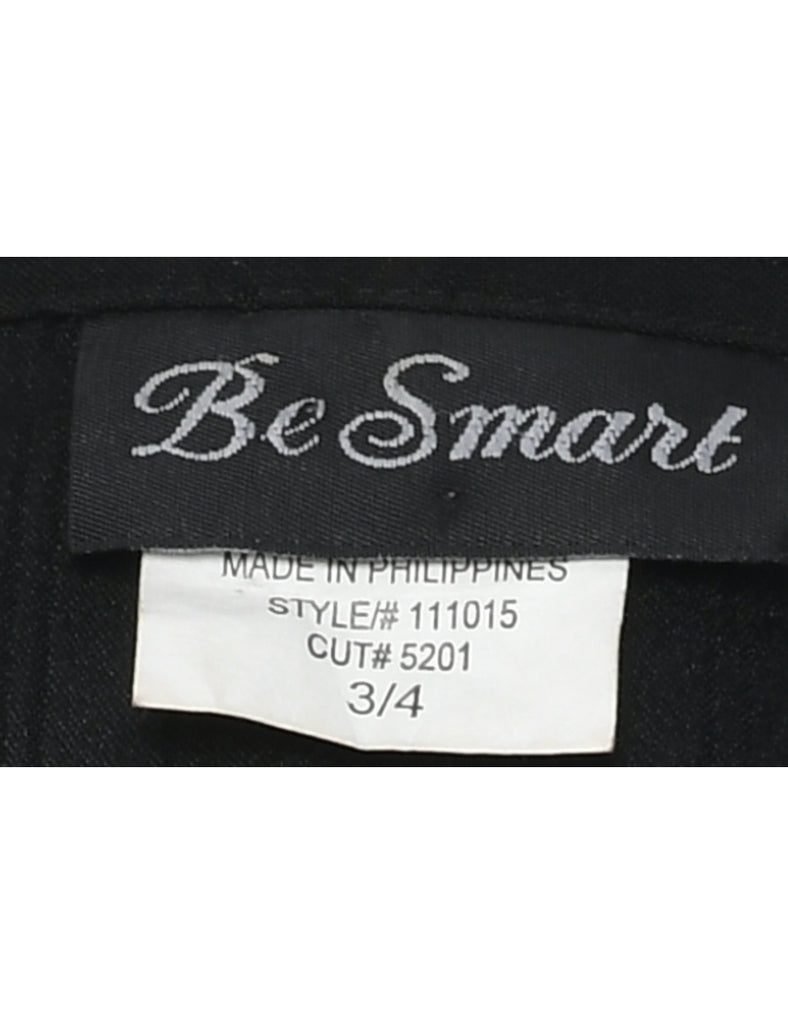 Be Smart
MADE IN PHILIPPINES
STYLE/# 111015
CUT# 5201
3/4